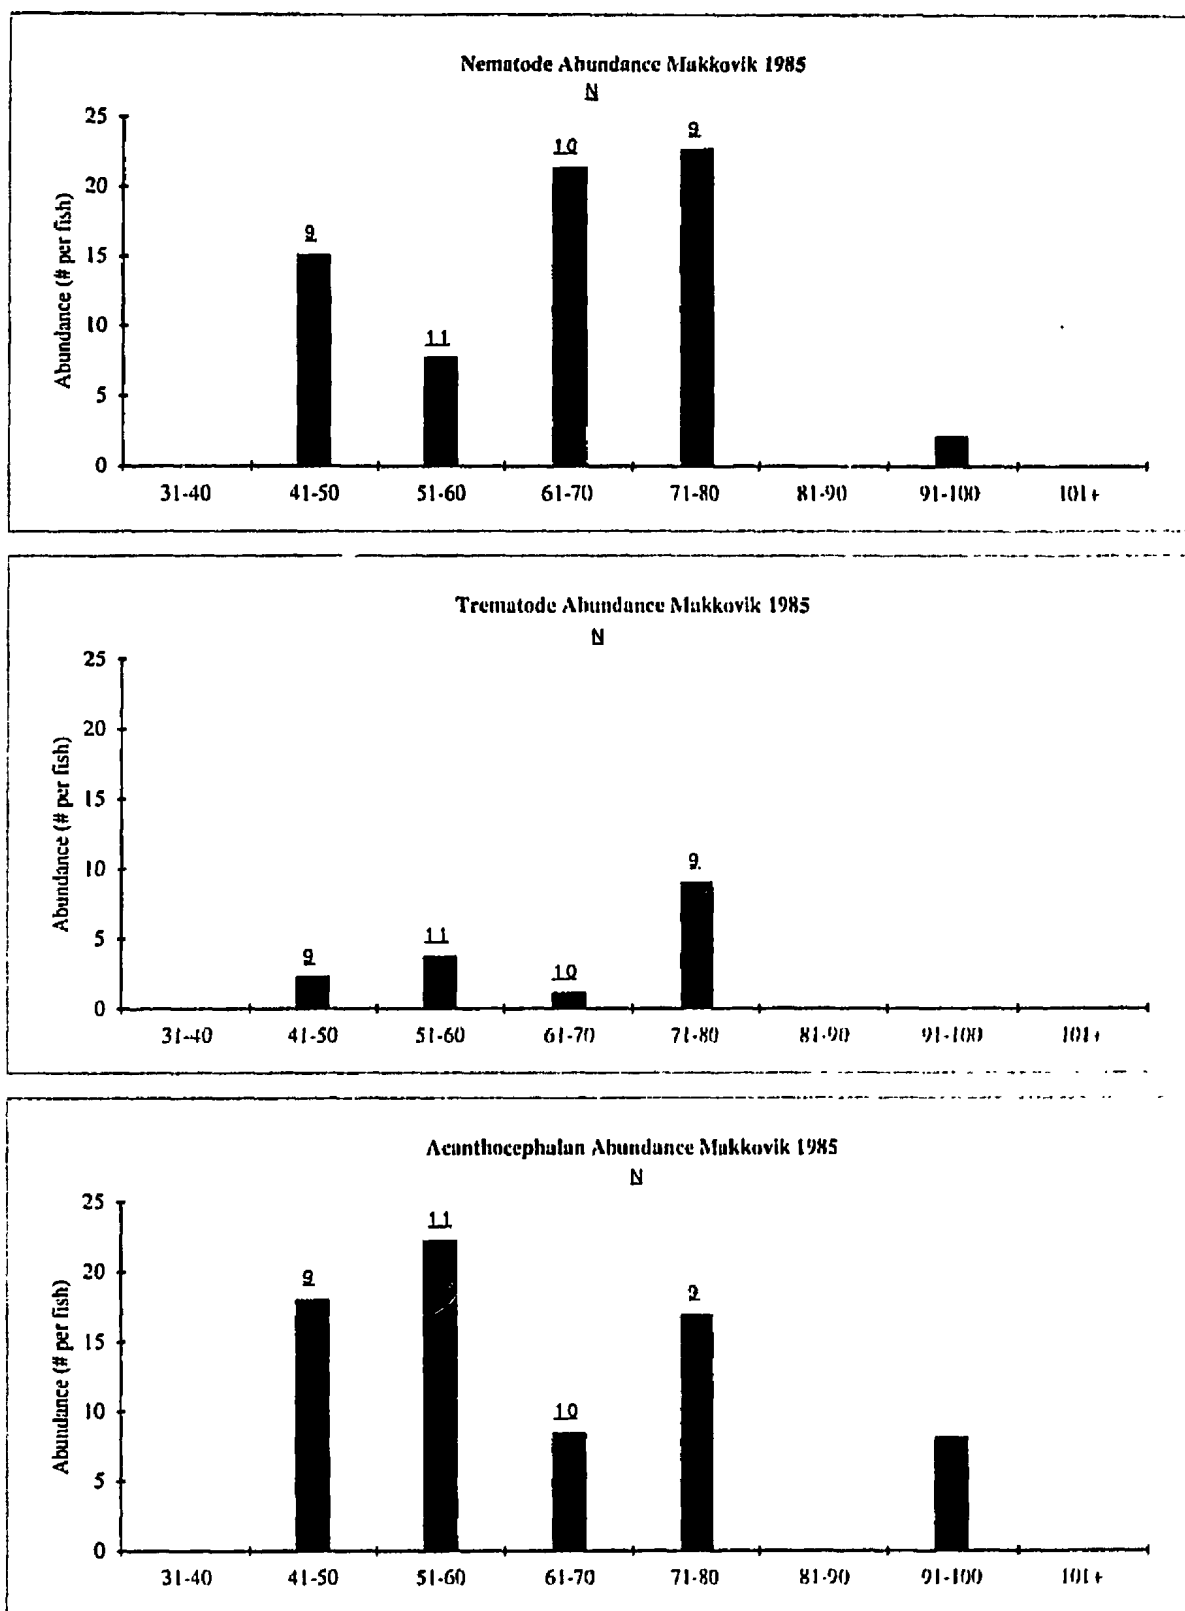 Nematode Abundance Makkovik 1985
N
Abundance (# per fish)
25
20
15
10
5
0
9
11
10
9
31-40 41-50 51-60 61-70 71-80 81-90 91-100 101+
Trematode Abundance Makkovik 1985
N
Abundance (# per fish)
25
20
15
10
5
0
9
11
10
9
31-40 41-50 51-60 61-70 71-80 81-90 91-100 101+
Acanthocephalan Abundance Makkovik 1985
N
Abundance (# per fish)
25
20
15
10
5
0
9
11
10
9
31-40 41-50 51-60 61-70 71-80 81-90 91-100 101+